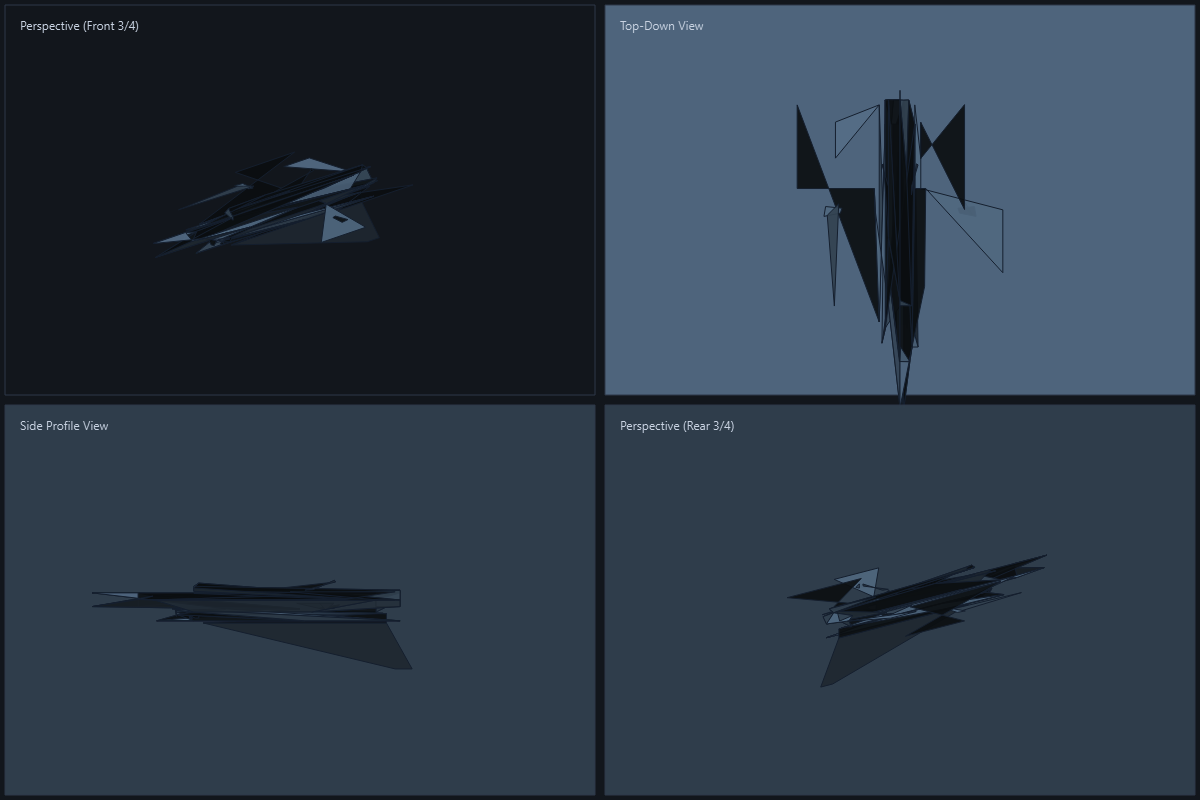 Perspective (Front 3/4)
Top-Down View
Side Profile View
Perspective (Rear 3/4)